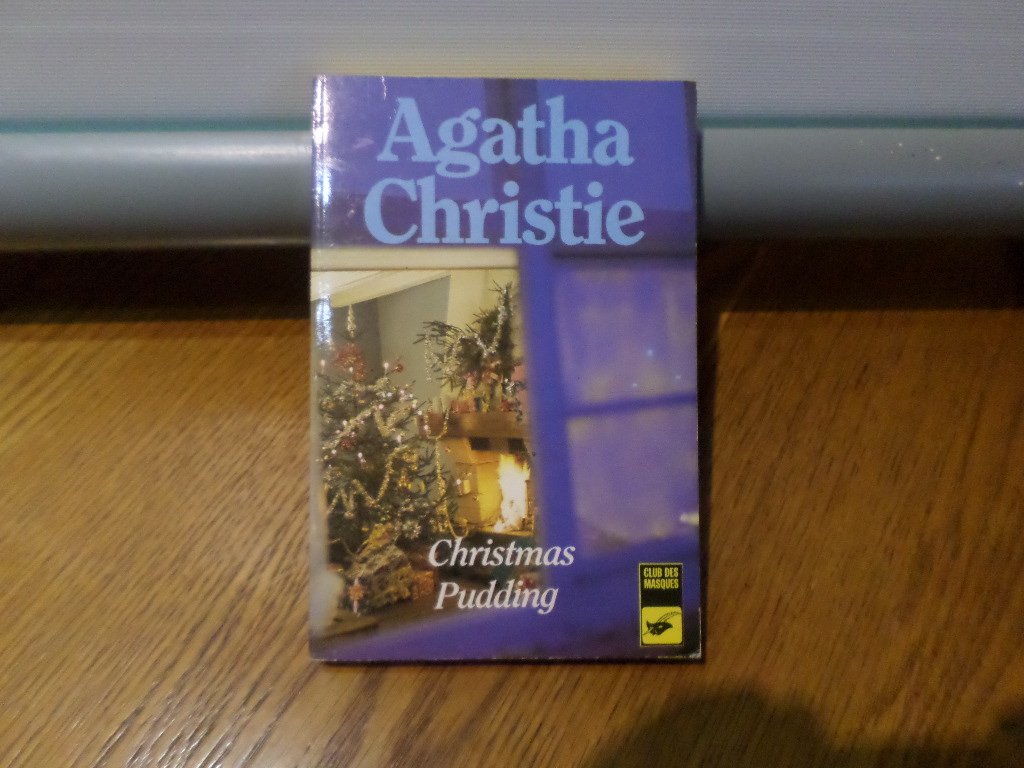 Agatha
Christie
Christmas
Pudding
CLUB DES
MASQUES